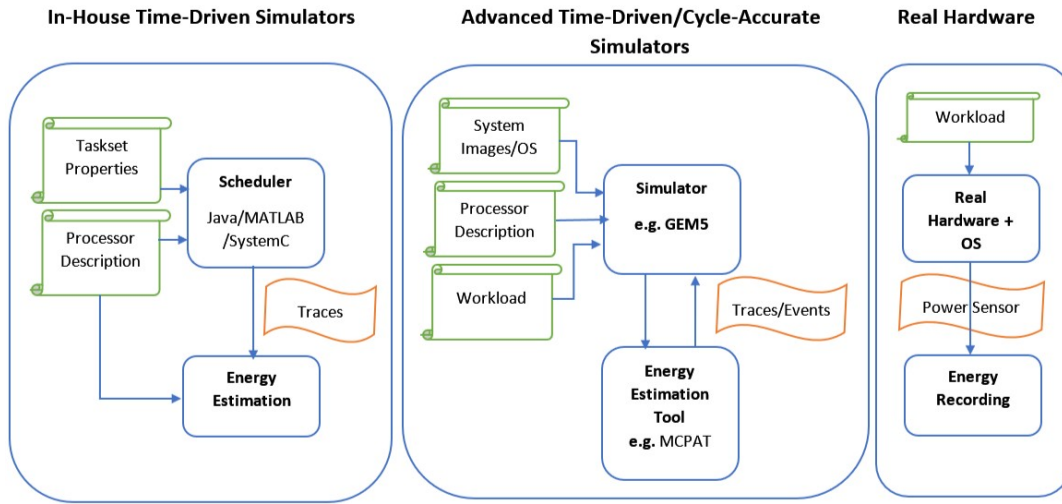 In-House Time-Driven Simulators
Taskset
Properties
Processor
Description
Scheduler
Java/MATLAB
/SystemC
Traces
Energy
Estimation
Advanced Time-Driven/Cycle-Accurate
Simulators
System
Images/OS
Processor
Description
Workload
Simulator
e.g. GEM5
Traces/Events
Energy
Estimation
Tool
e.g. MCPAT
Real Hardware
Workload
Real
Hardware +
OS
Power Sensor
Energy
Recording